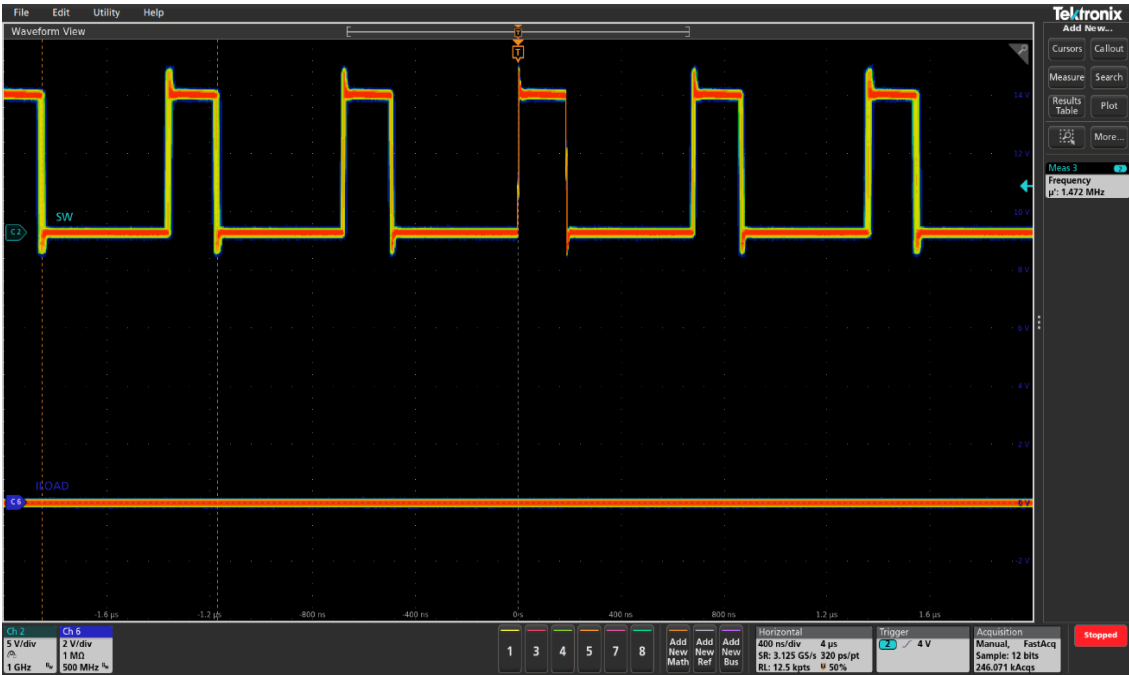 File Edit Utility Help
Tektronix
Waveform View
Add New...
T
T
Cursors Callout
Measure Search
14 V
Results Table Plot
More...
12 V
Meas 3 2
Frequency
µ': 1.472 MHz
SW
10 V
C 2
8 V
6 V
4 V
2 V
ILOAD
C 6
0 V
-2 V
-1.6 µs -1.2 µs -800 ns -400 ns 0 s 400 ns 800 ns 1.2 µs 1.6 µs
Ch 2
5 V/div
1 GHz Bw
Ch 6
2 V/div
1 MΩ
500 MHz Bw
1 3 4 5 7 8
Add New Math
Add New Ref
Add New Bus
Horizontal
400 ns/div 4 µs
SR: 3.125 GS/s 320 ps/pt
RL: 12.5 kpts 50%
Trigger
2 4 V
Acquisition
Manual, FastAcq
Sample: 12 bits
246.071 kAcqs
Stopped